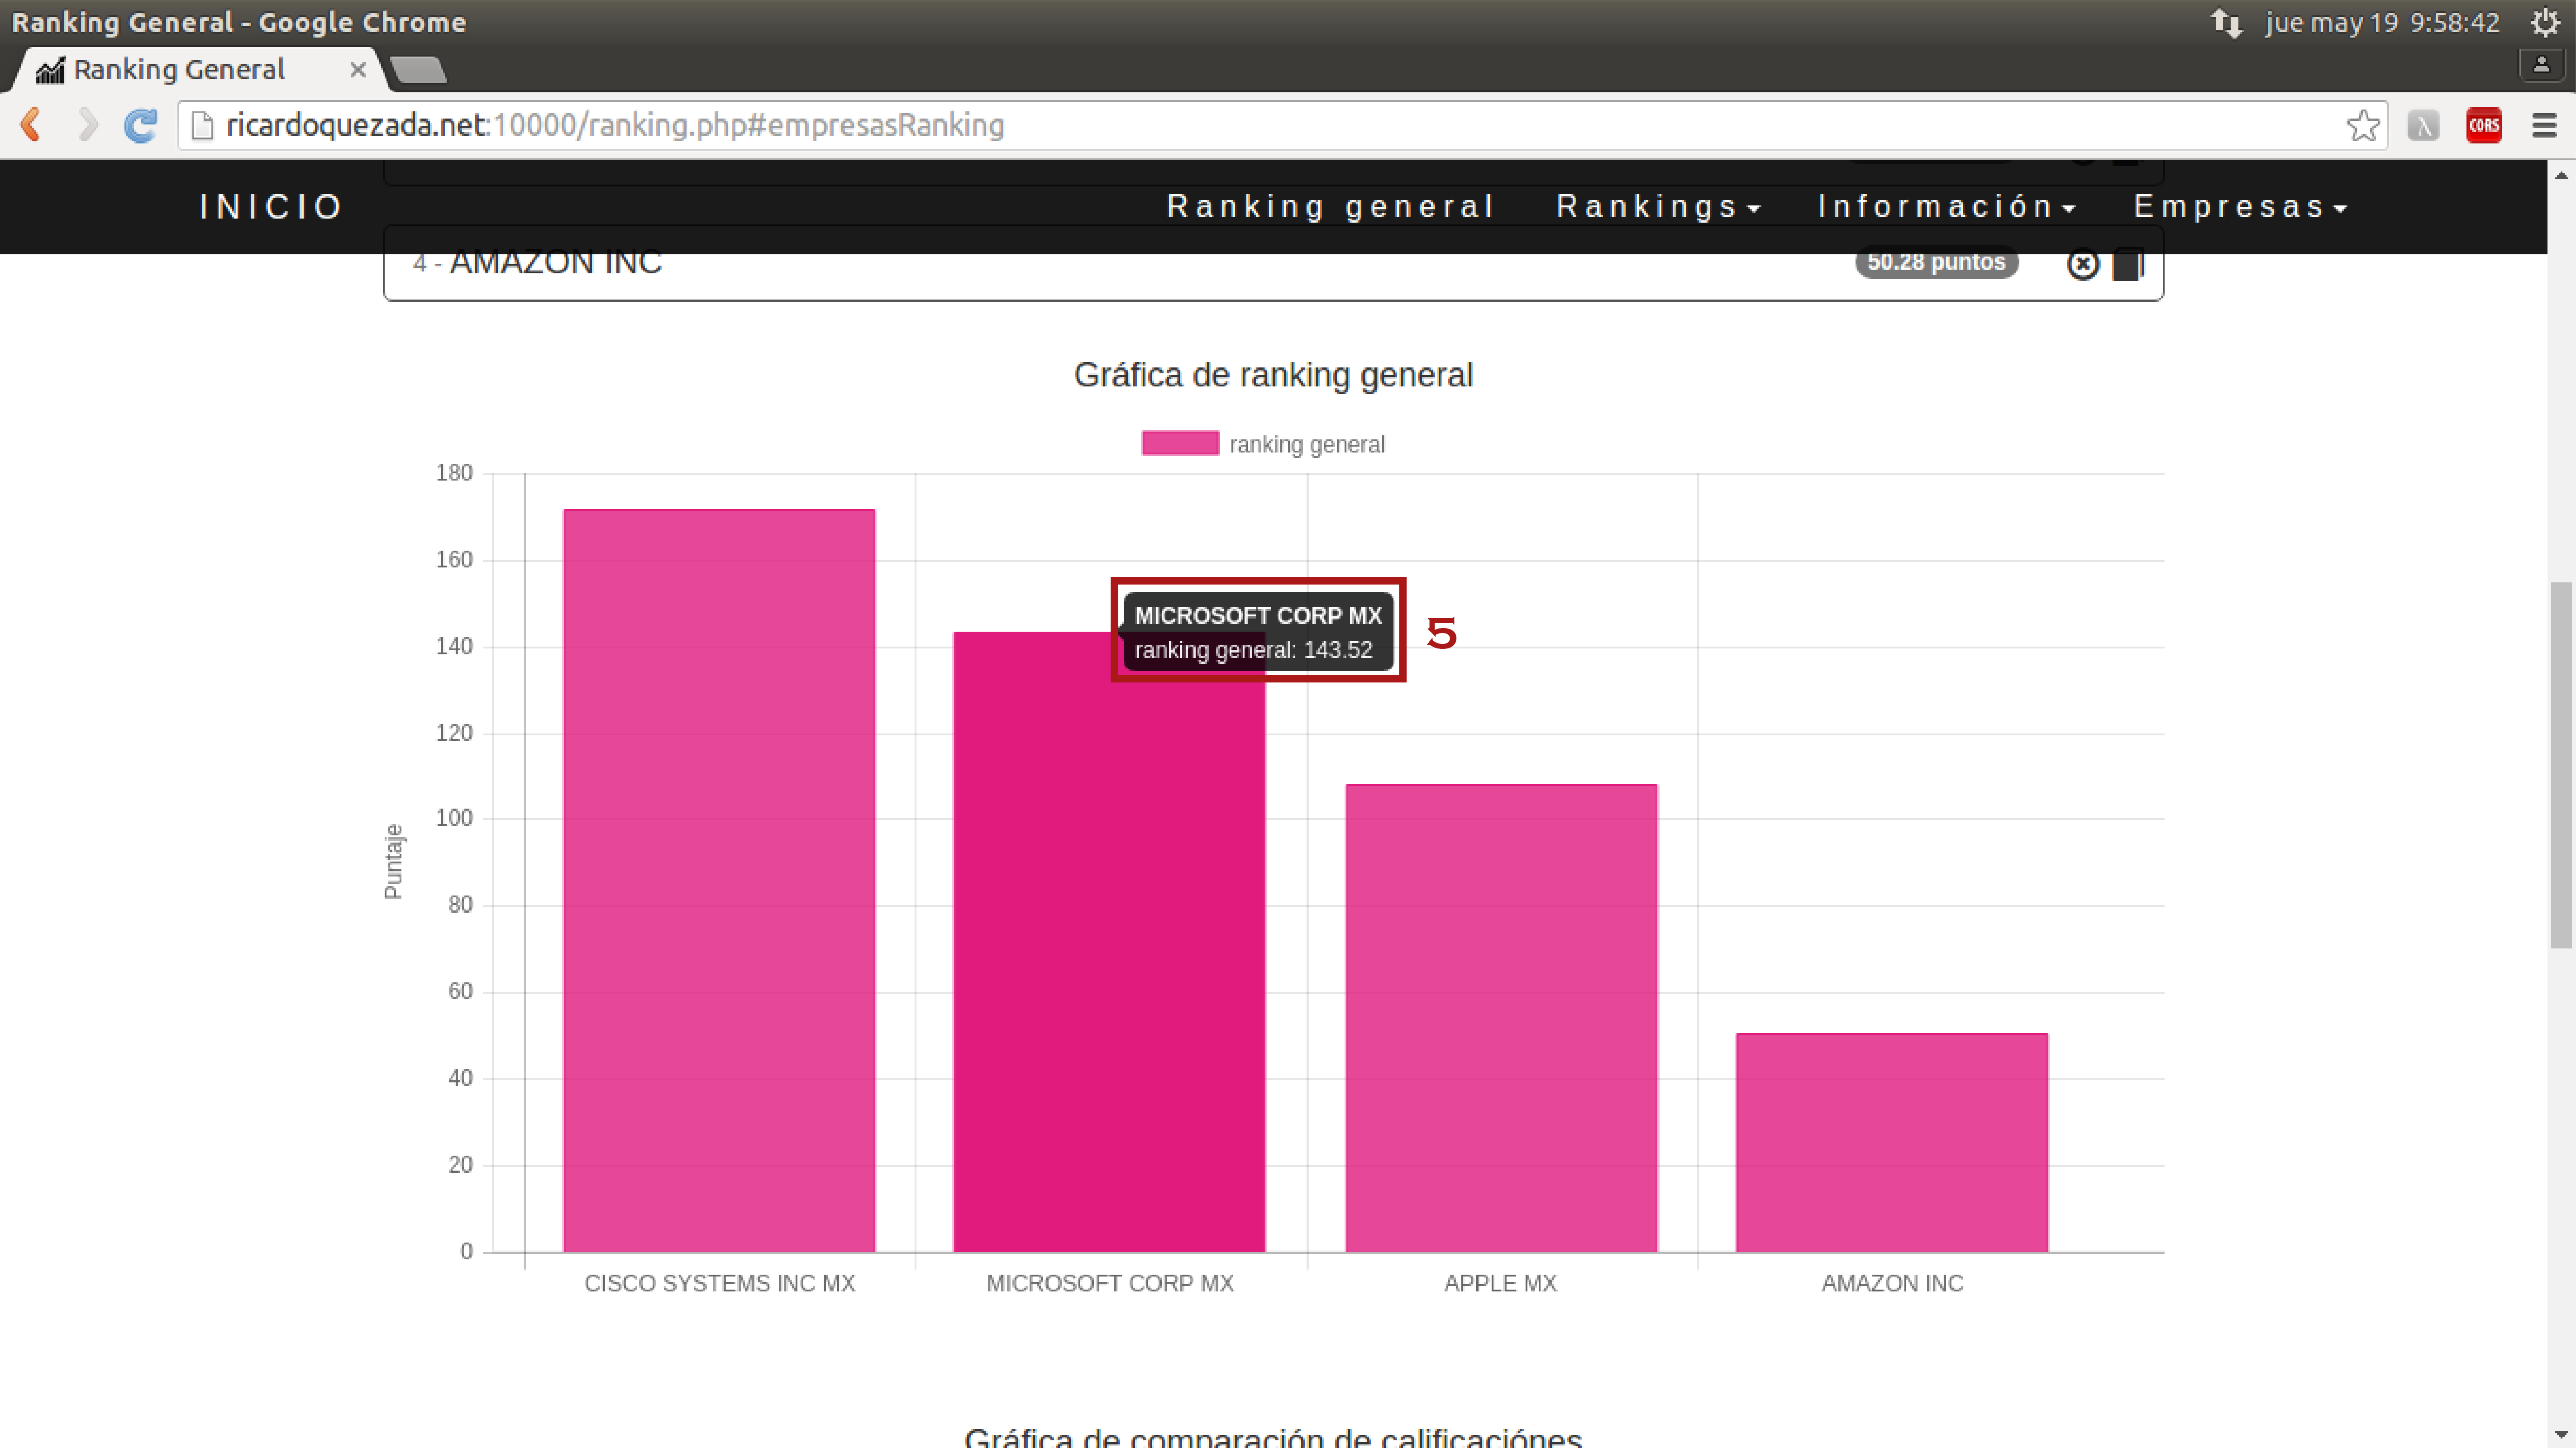 Ranking General - Google Chrome
jue may 19 9:58:42
Ranking General
ricardoquezada.net:10000/ranking.php#empresasRanking
CORS
INICIO
Ranking general
Rankings
Información
Empresas
4 - AMAZON INC
50.28 puntos
Gráfica de ranking general
ranking general
180
160
140
120
100
80
60
40
20
0
Puntaje
MICROSOFT CORP MX
ranking general: 143.52
5
CISCO SYSTEMS INC MX
MICROSOFT CORP MX
APPLE MX
AMAZON INC
Gráfica de comparación de calificaciónes